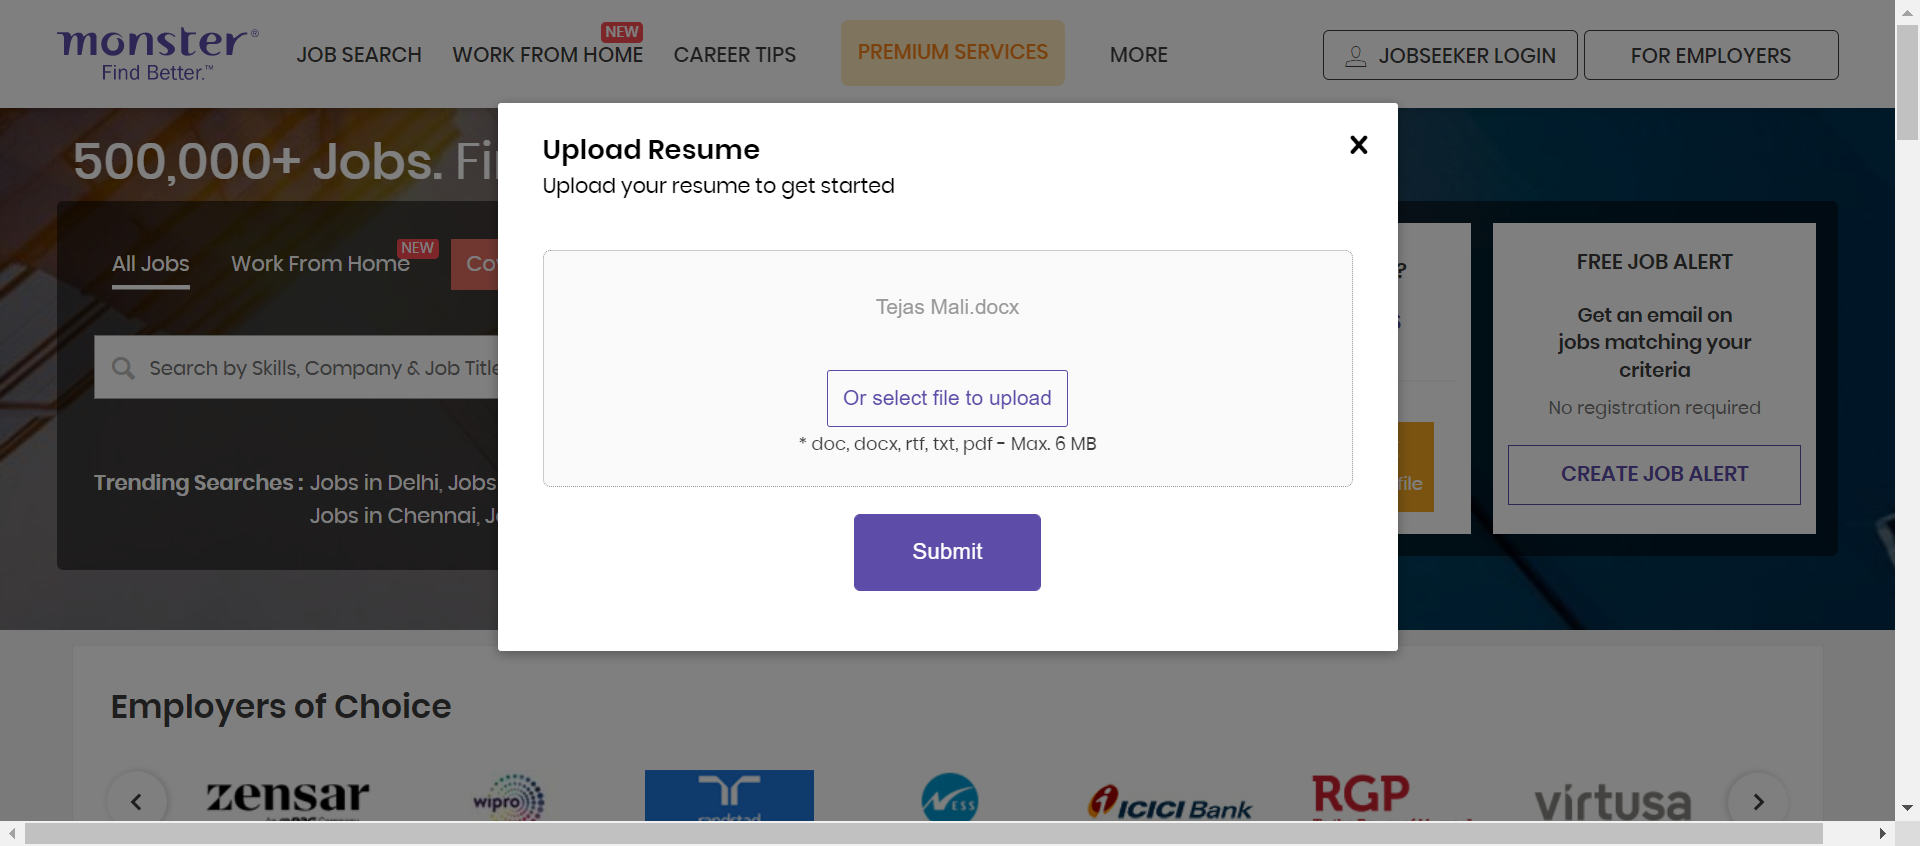 monster®
Find Better.™
JOB SEARCH
WORK FROM HOME
NEW
CAREER TIPS
PREMIUM SERVICES
MORE
JOBSEEKER LOGIN
FOR EMPLOYERS
500,000+ Jobs.
Upload Resume
Upload your resume to get started
Tejas Mali.docx
Or select file to upload
* doc, docx, rtf, txt, pdf - Max. 6 MB
Submit
All Jobs
Work From Home
NEW
Search by Skills, Company & Job Title
Trending Searches : Jobs in Delhi, Jobs
Jobs in Chennai,
?
file
FREE JOB ALERT
Get an email on
jobs matching your
criteria
No registration required
CREATE JOB ALERT
Employers of Choice
zensar
wipro
randstad
NESS
ICICI Bank
RGP
virtusa